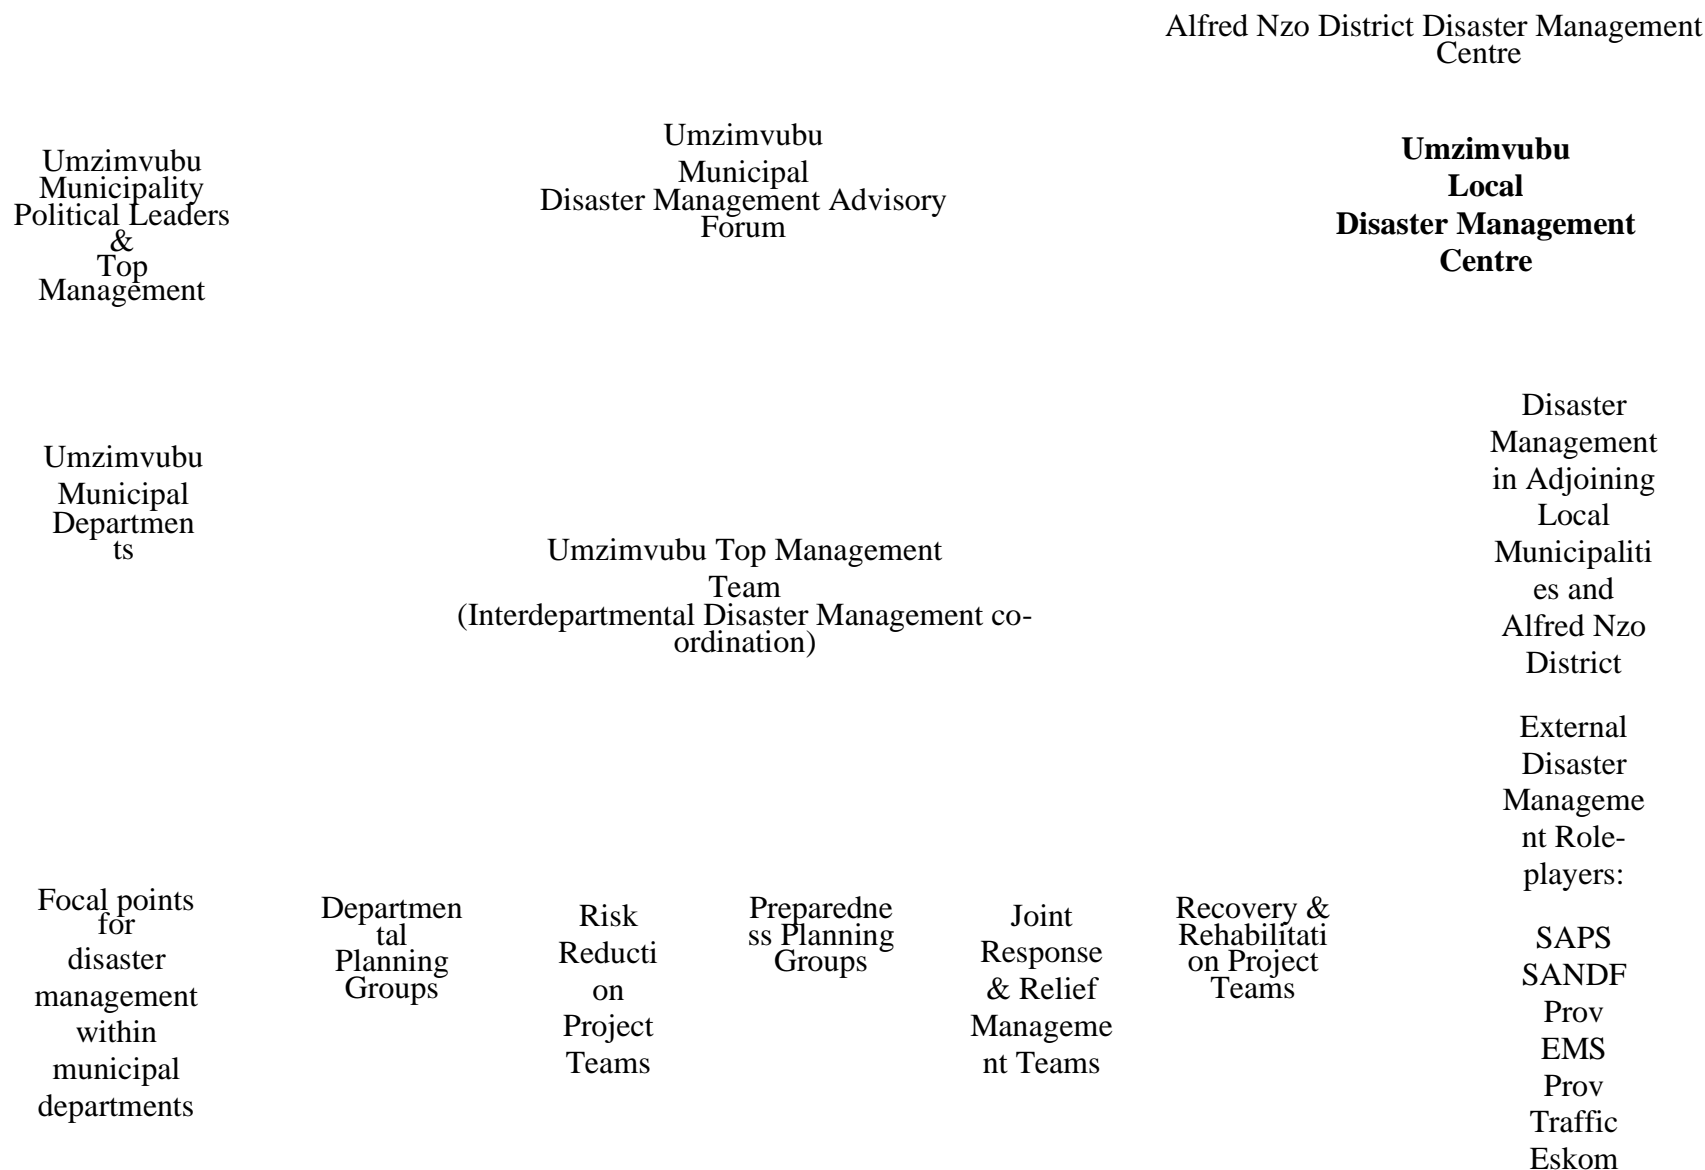 Alfred Nzo District Disaster Management
Centre
Umzimvubu
Municipality
Political Leaders
&
Top
Management
Umzimvubu
Municipal
Disaster Management Advisory
Forum
Umzimvubu
Local
Disaster Management
Centre
Umzimvubu
Municipal
Departmen
ts
Umzimvubu Top Management
Team
(Interdepartmental Disaster Management co-
ordination)
Disaster
Management
in Adjoining
Local
Municipaliti
es and
Alfred Nzo
District
External
Disaster
Manageme
nt Role-
players:
SAPS
SANDF
Prov
EMS
Prov
Traffic
Eskom
Focal points
for
disaster
management
within
municipal
departments
Departmen
tal
Planning
Groups
Risk
Reducti
on
Project
Teams
Preparedne
ss Planning
Groups
Joint
Response
& Relief
Manageme
nt Teams
Recovery &
Rehabilitati
on Project
Teams